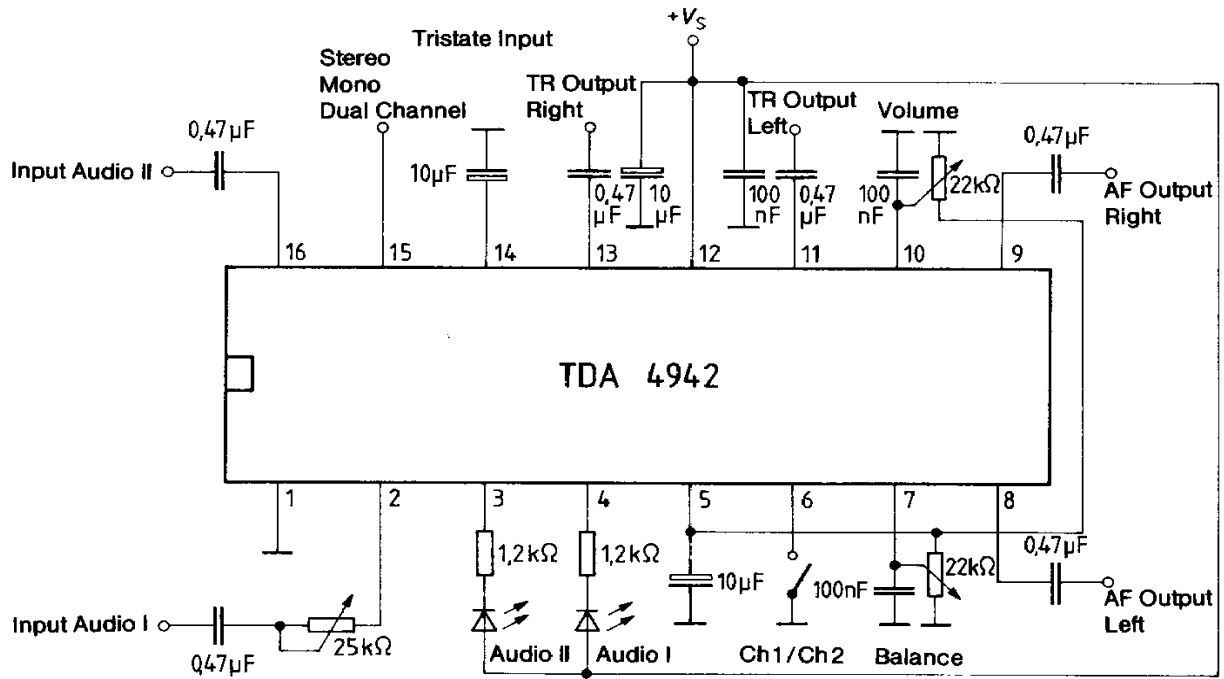 +Vs
Tristate Input
Stereo
Mono
Dual Channel
TR Output
Right
TR Output
Left
Volume
0,47µF
0,47µF
Input Audio II
10µF
0,47
µF
10
µF
100
nF
0,47
µF
100
nF
22kΩ
AF Output
Right
16
15
14
13
12
11
10
9
TDA 4942
1
2
3
4
5
6
7
8
1,2kΩ
1,2kΩ
10µF
100nF
22kΩ
0,47µF
AF Output
Left
Input Audio I
0,47µF
25kΩ
Audio II
Audio I
Ch1/Ch2
Balance